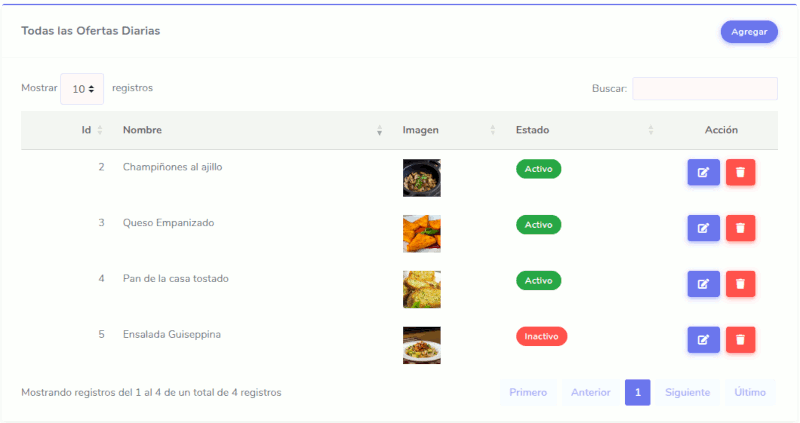 Todas las Ofertas Diarias
Agregar
Mostrar 10 registros
Buscar:
Id Nombre Imagen Estado Acción
2 Champiñones al ajillo Activo
3 Queso Empanizado Activo
4 Pan de la casa tostado Activo
5 Ensalada Guiseppina Inactivo
Mostrando registros del 1 al 4 de un total de 4 registros
Primero Anterior 1 Siguiente Último